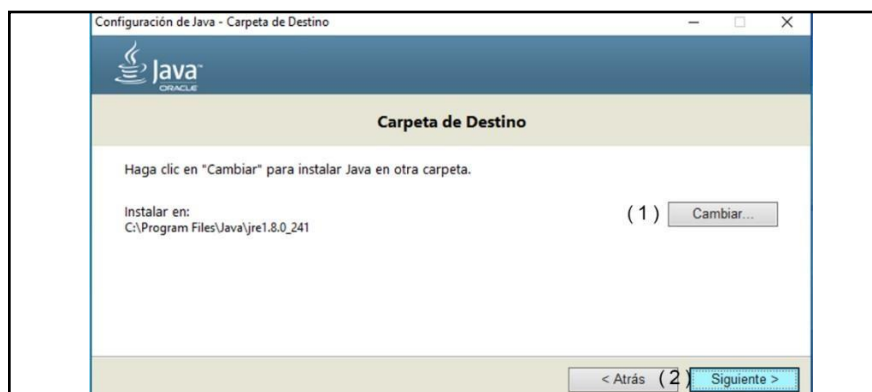 Configuración de Java - Carpeta de Destino
Java™
ORACLE
Carpeta de Destino
Haga clic en "Cambiar" para instalar Java en otra carpeta.
Instalar en:
C:\Program Files\Java\jre1.8.0_241
(1) Cambiar...
< Atrás (2) Siguiente >